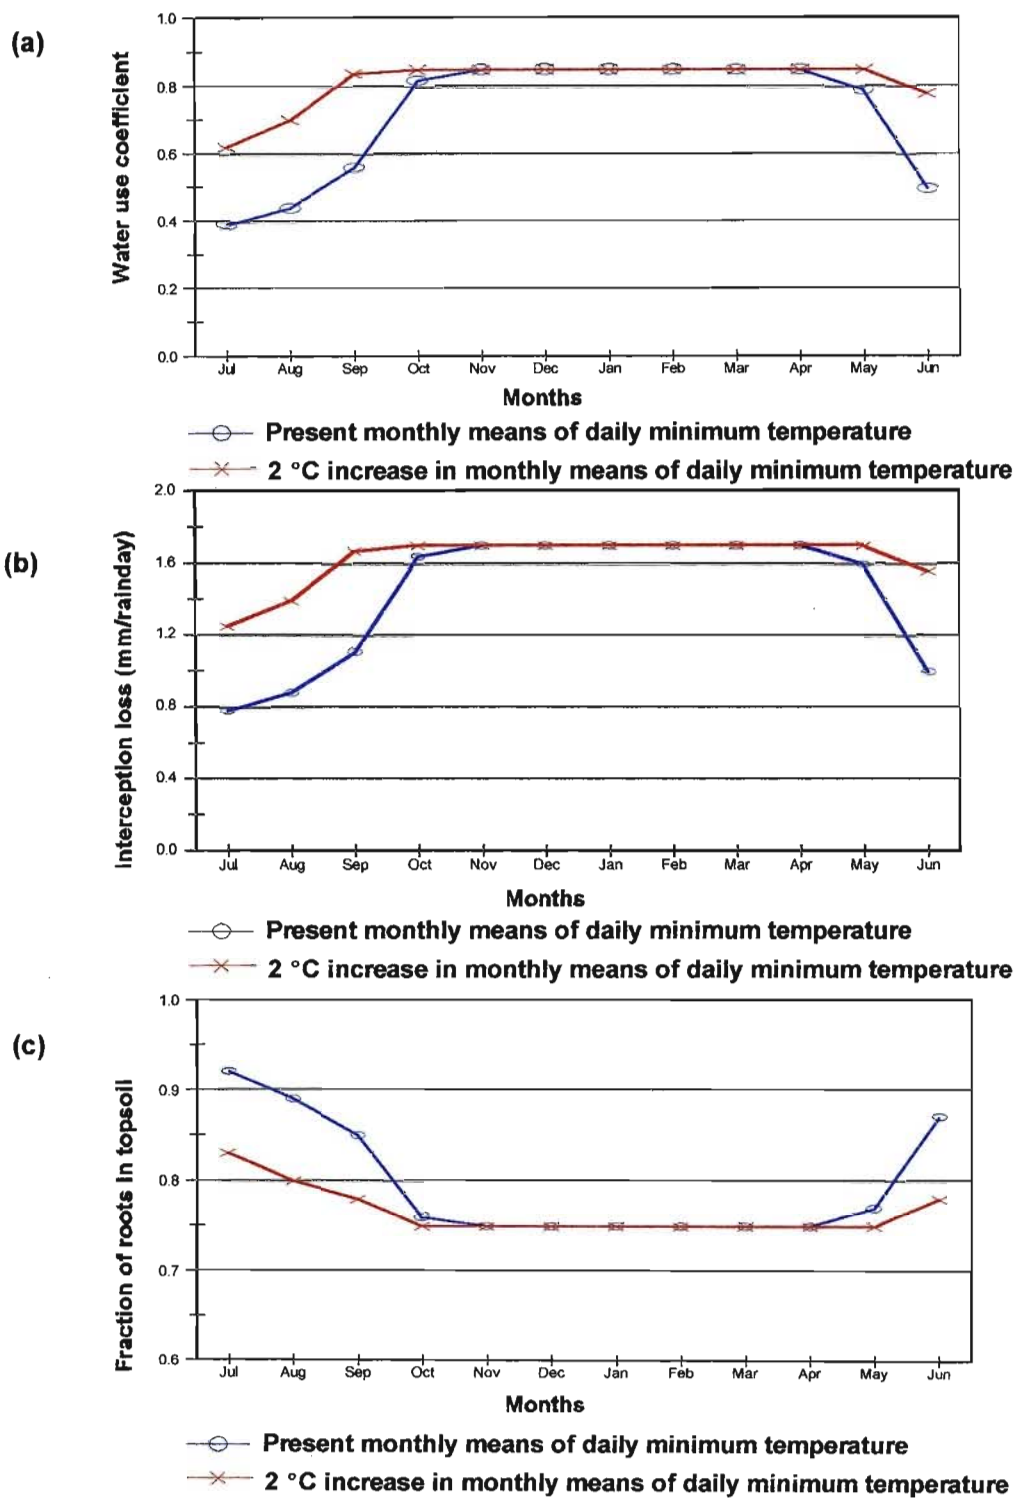 (a)
Water use coefficient
1.0
0.8
0.6
0.4
0.2
0.0
Jul Aug Sep Oct Nov Dec Jan Feb Mar Apr May Jun
Months
Present monthly means of daily minimum temperature
2 °C increase in monthly means of daily minimum temperature
(b)
Interception loss (mm/rainday)
2.0
1.6
1.2
0.8
0.4
0.0
Jul Aug Sep Oct Nov Dec Jan Feb Mar Apr May Jun
Months
Present monthly means of daily minimum temperature
2 °C increase in monthly means of daily minimum temperature
(c)
Fraction of roots in topsoil
1.0
0.9
0.8
0.7
0.6
Jul Aug Sep Oct Nov Dec Jan Feb Mar Apr May Jun
Months
Present monthly means of daily minimum temperature
2 °C increase in monthly means of daily minimum temperature